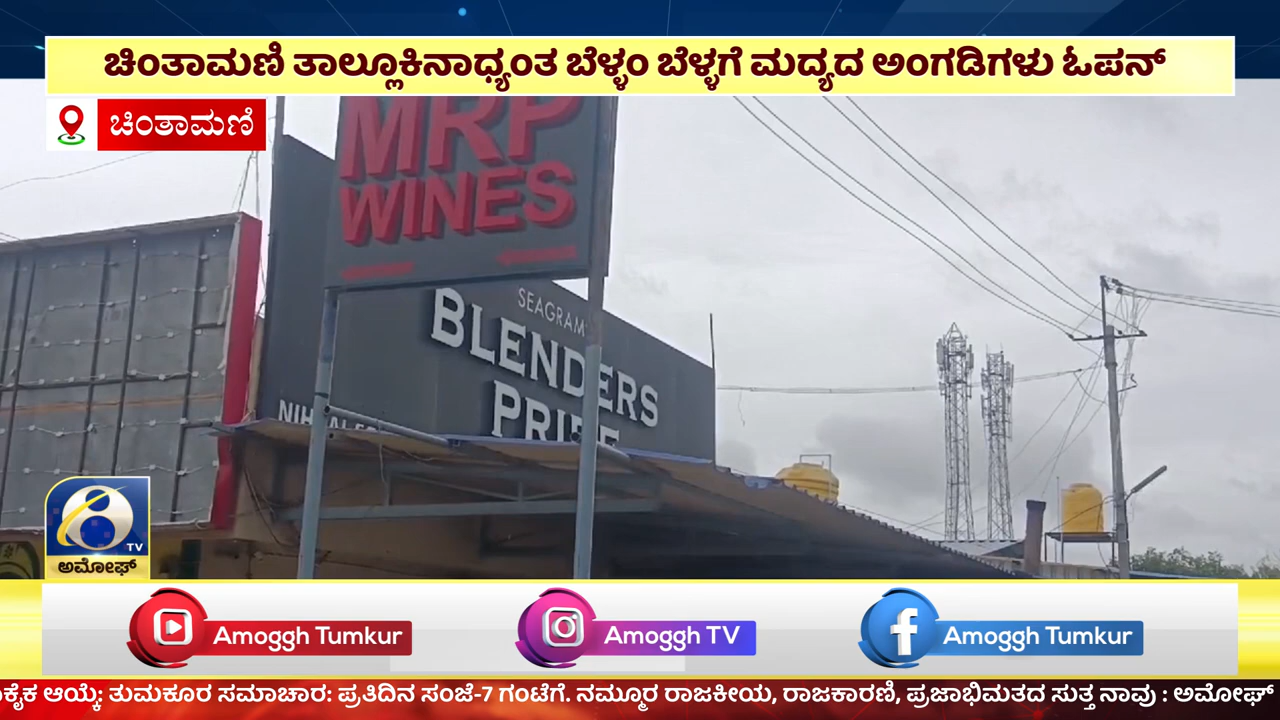 ಚಿಂತಾಮಣಿ ತಾಲ್ಲೂಕಿನಾಧ್ಯಂತ ಬೆಳ್ಳಂ ಬೆಳ್ಳಗೆ ಮದ್ಯದ ಅಂಗಡಿಗಳು ಓಪನ್
ಚಿಂತಾಮಣಿ
MRP
WINES
SEAGRAM
BLENDERS
PRIDE
TV
ಅಮೋಘ್
Amoggh Tumkur
Amoggh TV
Amoggh Tumkur
ಆಯ್ಕೆ: ತುಮಕೂರ ಸಮಾಚಾರ: ಪ್ರತಿದಿನ ಸಂಜೆ-7 ಗಂಟೆಗೆ. ನಮ್ಮೂರ ರಾಜಕೀಯ, ರಾಜಕಾರಣಿ, ಪ್ರಜಾಭಿಮತದ ಸುತ್ತ ನಾವು : ಅಮೋಘ್